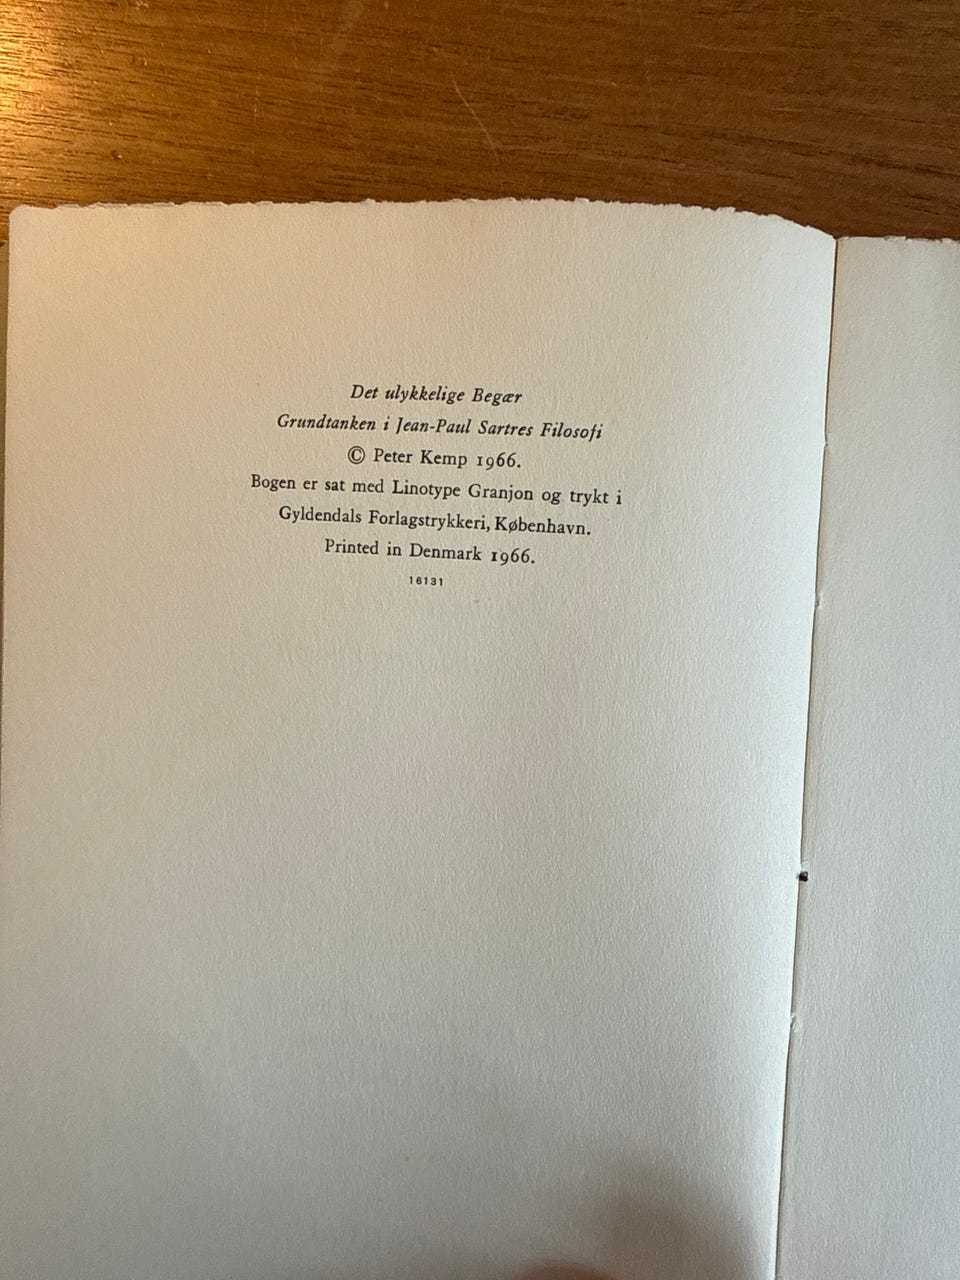 Det ulykkelige Begær
Grundtanken i Jean-Paul Sartres Filosofi
© Peter Kemp 1966.
Bogen er sat med Linotype Granjon og trykt i
Gyldendals Forlagstrykkeri, København.
Printed in Denmark 1966.
16131